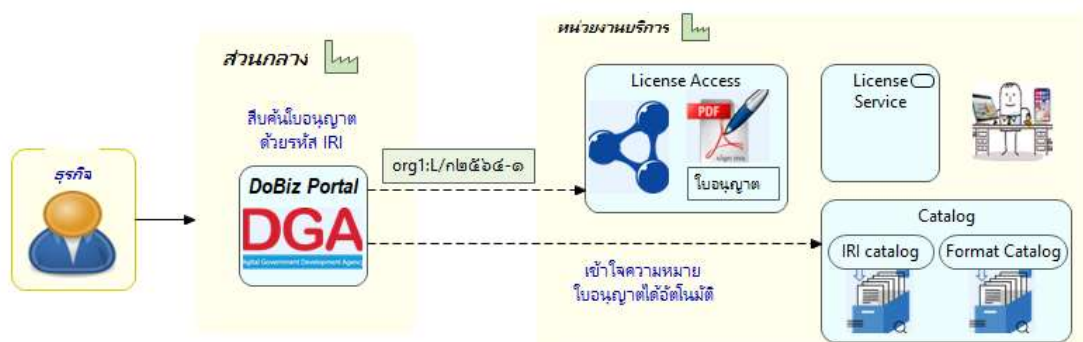 ส่วนกลาง
หน่วยงานบริการ
ธุรกิจ
สืบค้นใบอนุญาต
ด้วยรหัส IRI
DoBiz Portal
DGA
Digital Government Development Agency
org1:L/ก๒๕๖๔-๑
License Access
PDF
ใบอนุญาต
License
Service
เข้าใจความหมาย
ใบอนุญาตได้อัตโนมัติ
Catalog
IRI catalog
Format Catalog